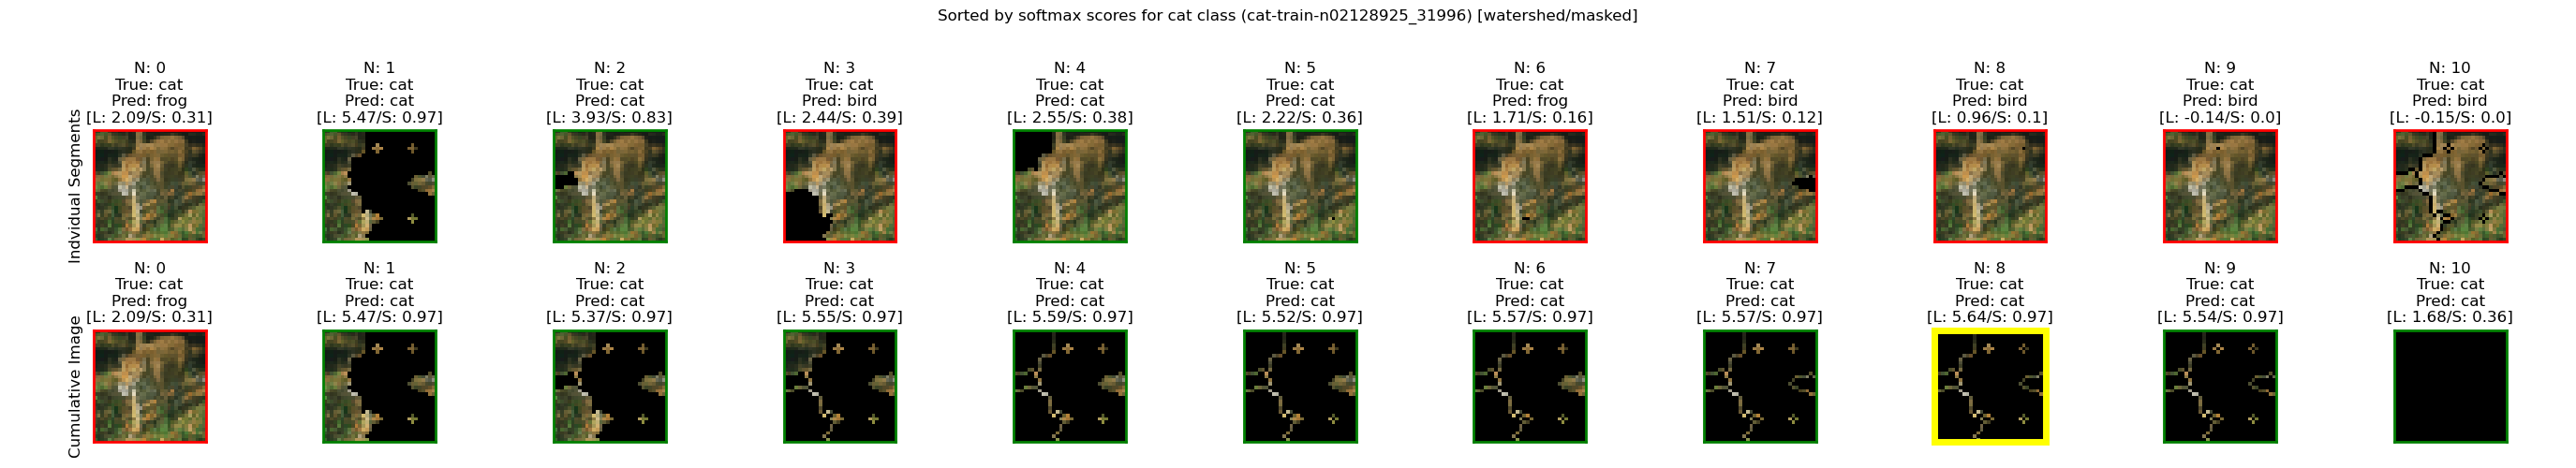 Sorted by softmax scores for cat class (cat-train-n02128925_31996) [watershed/masked]
Indvidual Segments
N: 0
True: cat
Pred: frog
[L: 2.09/S: 0.31]
N: 1
True: cat
Pred: cat
[L: 5.47/S: 0.97]
N: 2
True: cat
Pred: cat
[L: 3.93/S: 0.83]
N: 3
True: cat
Pred: bird
[L: 2.44/S: 0.39]
N: 4
True: cat
Pred: cat
[L: 2.55/S: 0.38]
N: 5
True: cat
Pred: cat
[L: 2.22/S: 0.36]
N: 6
True: cat
Pred: frog
[L: 1.71/S: 0.16]
N: 7
True: cat
Pred: bird
[L: 1.51/S: 0.12]
N: 8
True: cat
Pred: bird
[L: 0.96/S: 0.1]
N: 9
True: cat
Pred: bird
[L: -0.14/S: 0.0]
N: 10
True: cat
Pred: bird
[L: -0.15/S: 0.0]
Cumulative Image
N: 0
True: cat
Pred: frog
[L: 2.09/S: 0.31]
N: 1
True: cat
Pred: cat
[L: 5.47/S: 0.97]
N: 2
True: cat
Pred: cat
[L: 5.37/S: 0.97]
N: 3
True: cat
Pred: cat
[L: 5.55/S: 0.97]
N: 4
True: cat
Pred: cat
[L: 5.59/S: 0.97]
N: 5
True: cat
Pred: cat
[L: 5.52/S: 0.97]
N: 6
True: cat
Pred: cat
[L: 5.57/S: 0.97]
N: 7
True: cat
Pred: cat
[L: 5.57/S: 0.97]
N: 8
True: cat
Pred: cat
[L: 5.64/S: 0.97]
N: 9
True: cat
Pred: cat
[L: 5.54/S: 0.97]
N: 10
True: cat
Pred: cat
[L: 1.68/S: 0.36]